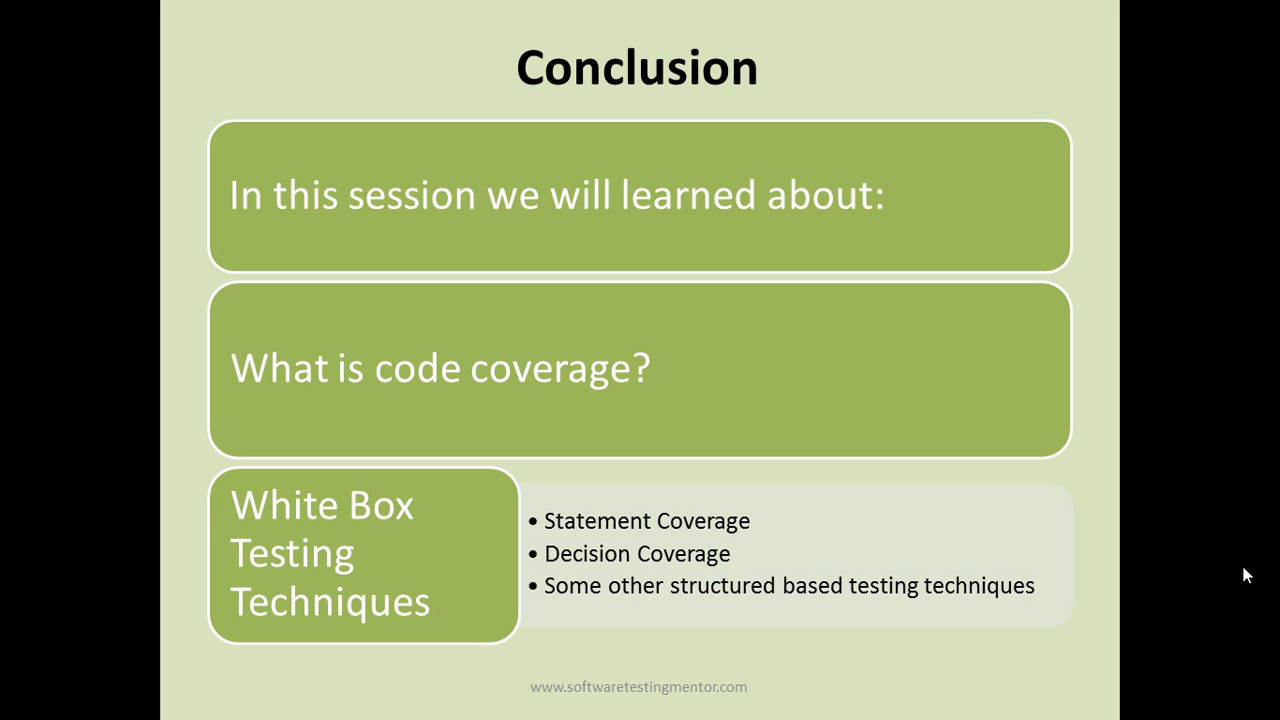 Conclusion
In this session we will learned about:
What is code coverage?
White Box
Testing
Techniques
• Statement Coverage
• Decision Coverage
• Some other structured based testing techniques
www.softwaretestingmentor.com